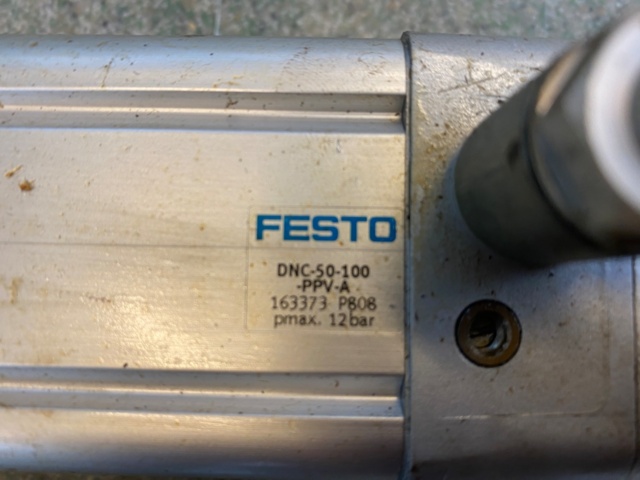 FESTO
DNC-50-100
-PPV-A
163373 P808
pmax. 12bar